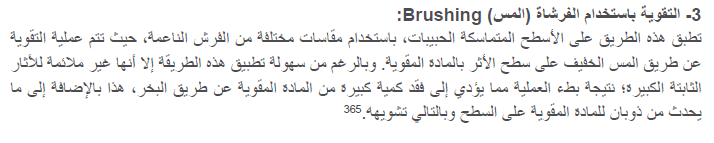 3- التقوية باستخدام الفرشاة (المس) Brushing:
تطبق هذه الطريق على الأسطح المتماسكة الحبيبات، باستخدام مقاسات مختلفة من الفرش الناعمة، حيث تتم عملية التقوية
عن طريق المس الخفيف على سطح الأثر بالمادة المقوية. وبالرغم من سهولة تطبيق هذه الطريقة إلا أنها غير ملائمة للأثار
الثابتة الكبيرة؛ نتيجة بطء العملية مما يؤدي إلى فقد كمية كبيرة من المادة المقوية عن طريق البخر، هذا بالإضافة إلى ما
يحدث من ذوبان للمادة المقوية على السطح وبالتالي تشويهه.365